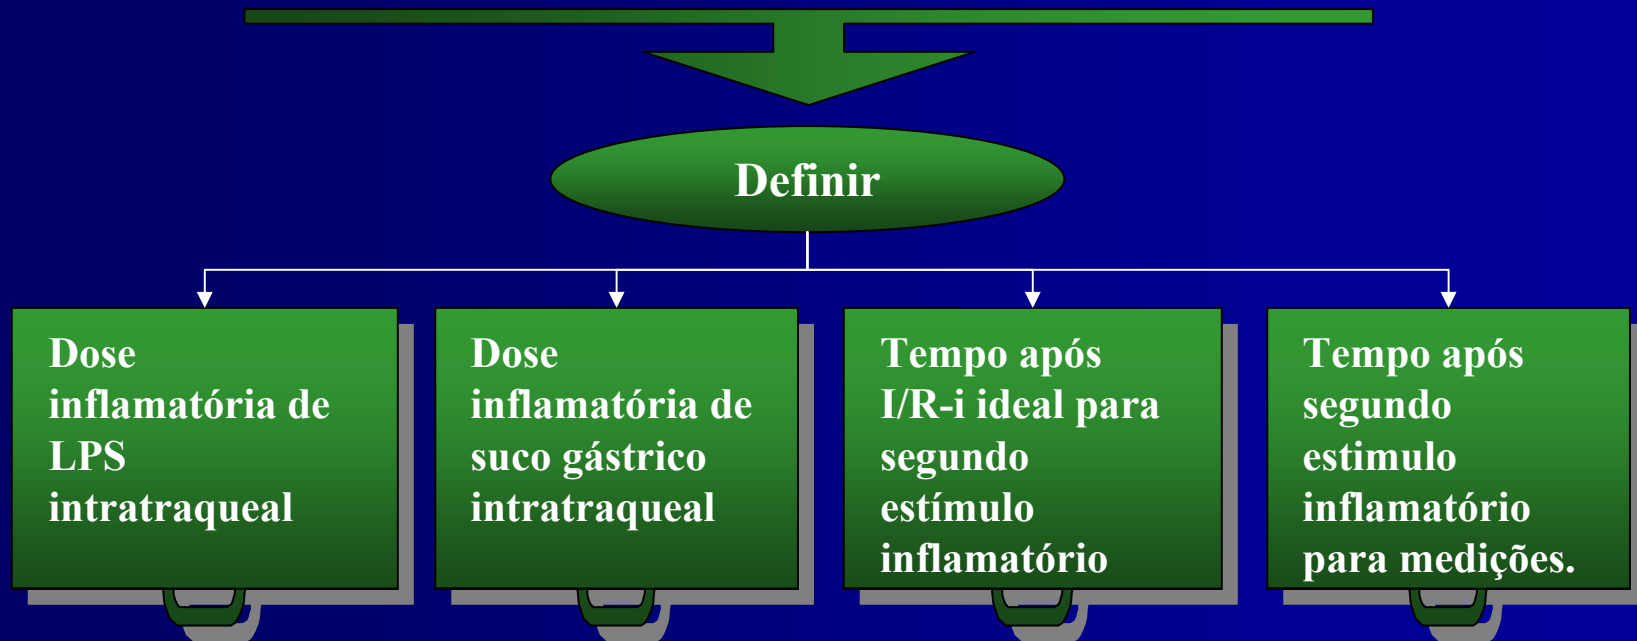 Definir
Dose
inflamatória de
LPS
intratraqueal
Dose
inflamatória de
suco gástrico
intratraqueal
Tempo após
I/R-i ideal para
segundo
estímulo
inflamatório
Tempo após
segundo
estimulo
inflamatório
para medições.